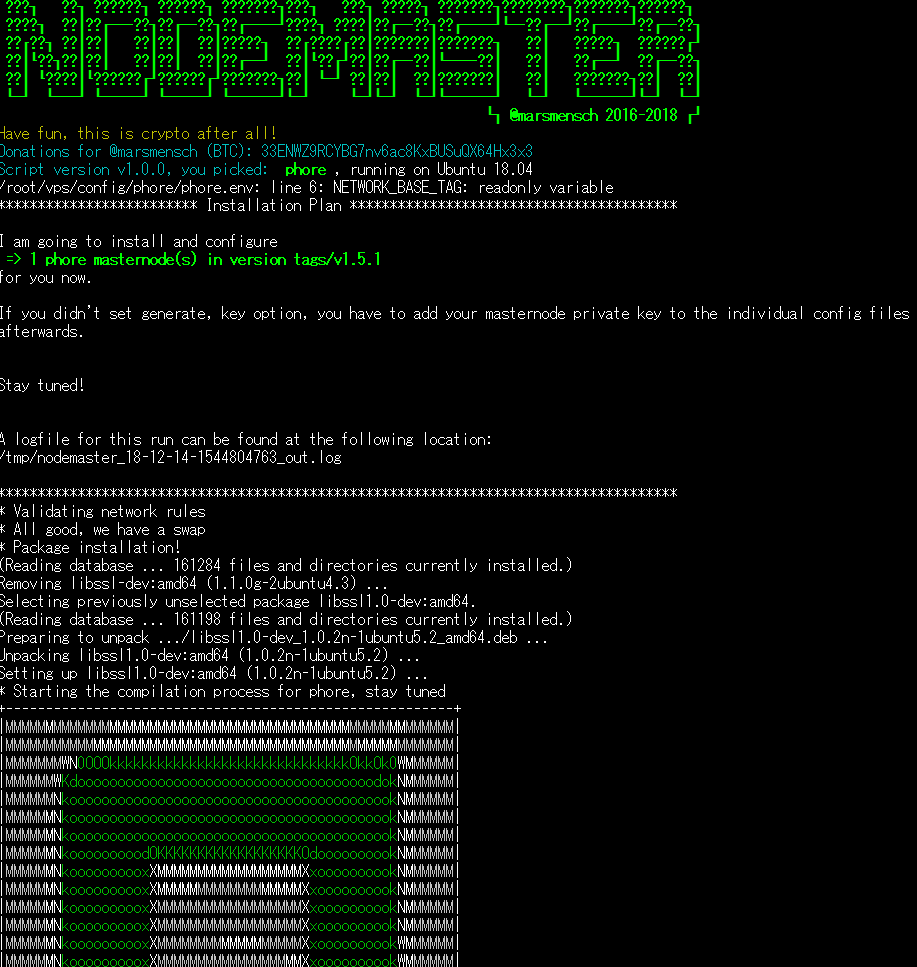 NODEMASTER
@marsmensch 2016-2018
Have fun, this is crypto after all!
Donations for @marsmensch (BTC): 33ENWZ9RCYBG7nv6ac8KxBUSuQX64Hx3x3
Script version v1.0.0, you picked: phore , running on Ubuntu 18.04
/root/vps/config/phore/phore.env: line 6: NETWORK_BASE_TAG: readonly variable
************************* Installation Plan ******************************************
I am going to install and configure
=> 1 phore masternode(s) in version tags/v1.5.1
for you now.
If you didn't set generate, key option, you have to add your masternode private key to the individual config files
afterwards.
Stay tuned!
A logfile for this run can be found at the following location:
/tmp/nodemaster_18-12-14-1544804763_out.log
*************************************************************************************
* Validating network rules
* All good, we have a swap
* Package installation!
(Reading database ... 161284 files and directories currently installed.)
Removing libssl-dev:amd64 (1.1.0g-2ubuntu4.3) ...
Selecting previously unselected package libssl1.0-dev:amd64.
(Reading database ... 161198 files and directories currently installed.)
Preparing to unpack .../libssl1.0-dev_1.0.2n-1ubuntu5.2_amd64.deb ...
Unpacking libssl1.0-dev:amd64 (1.0.2n-1ubuntu5.2) ...
Setting up libssl1.0-dev:amd64 (1.0.2n-1ubuntu5.2) ...
* Starting the compilation process for phore, stay tuned